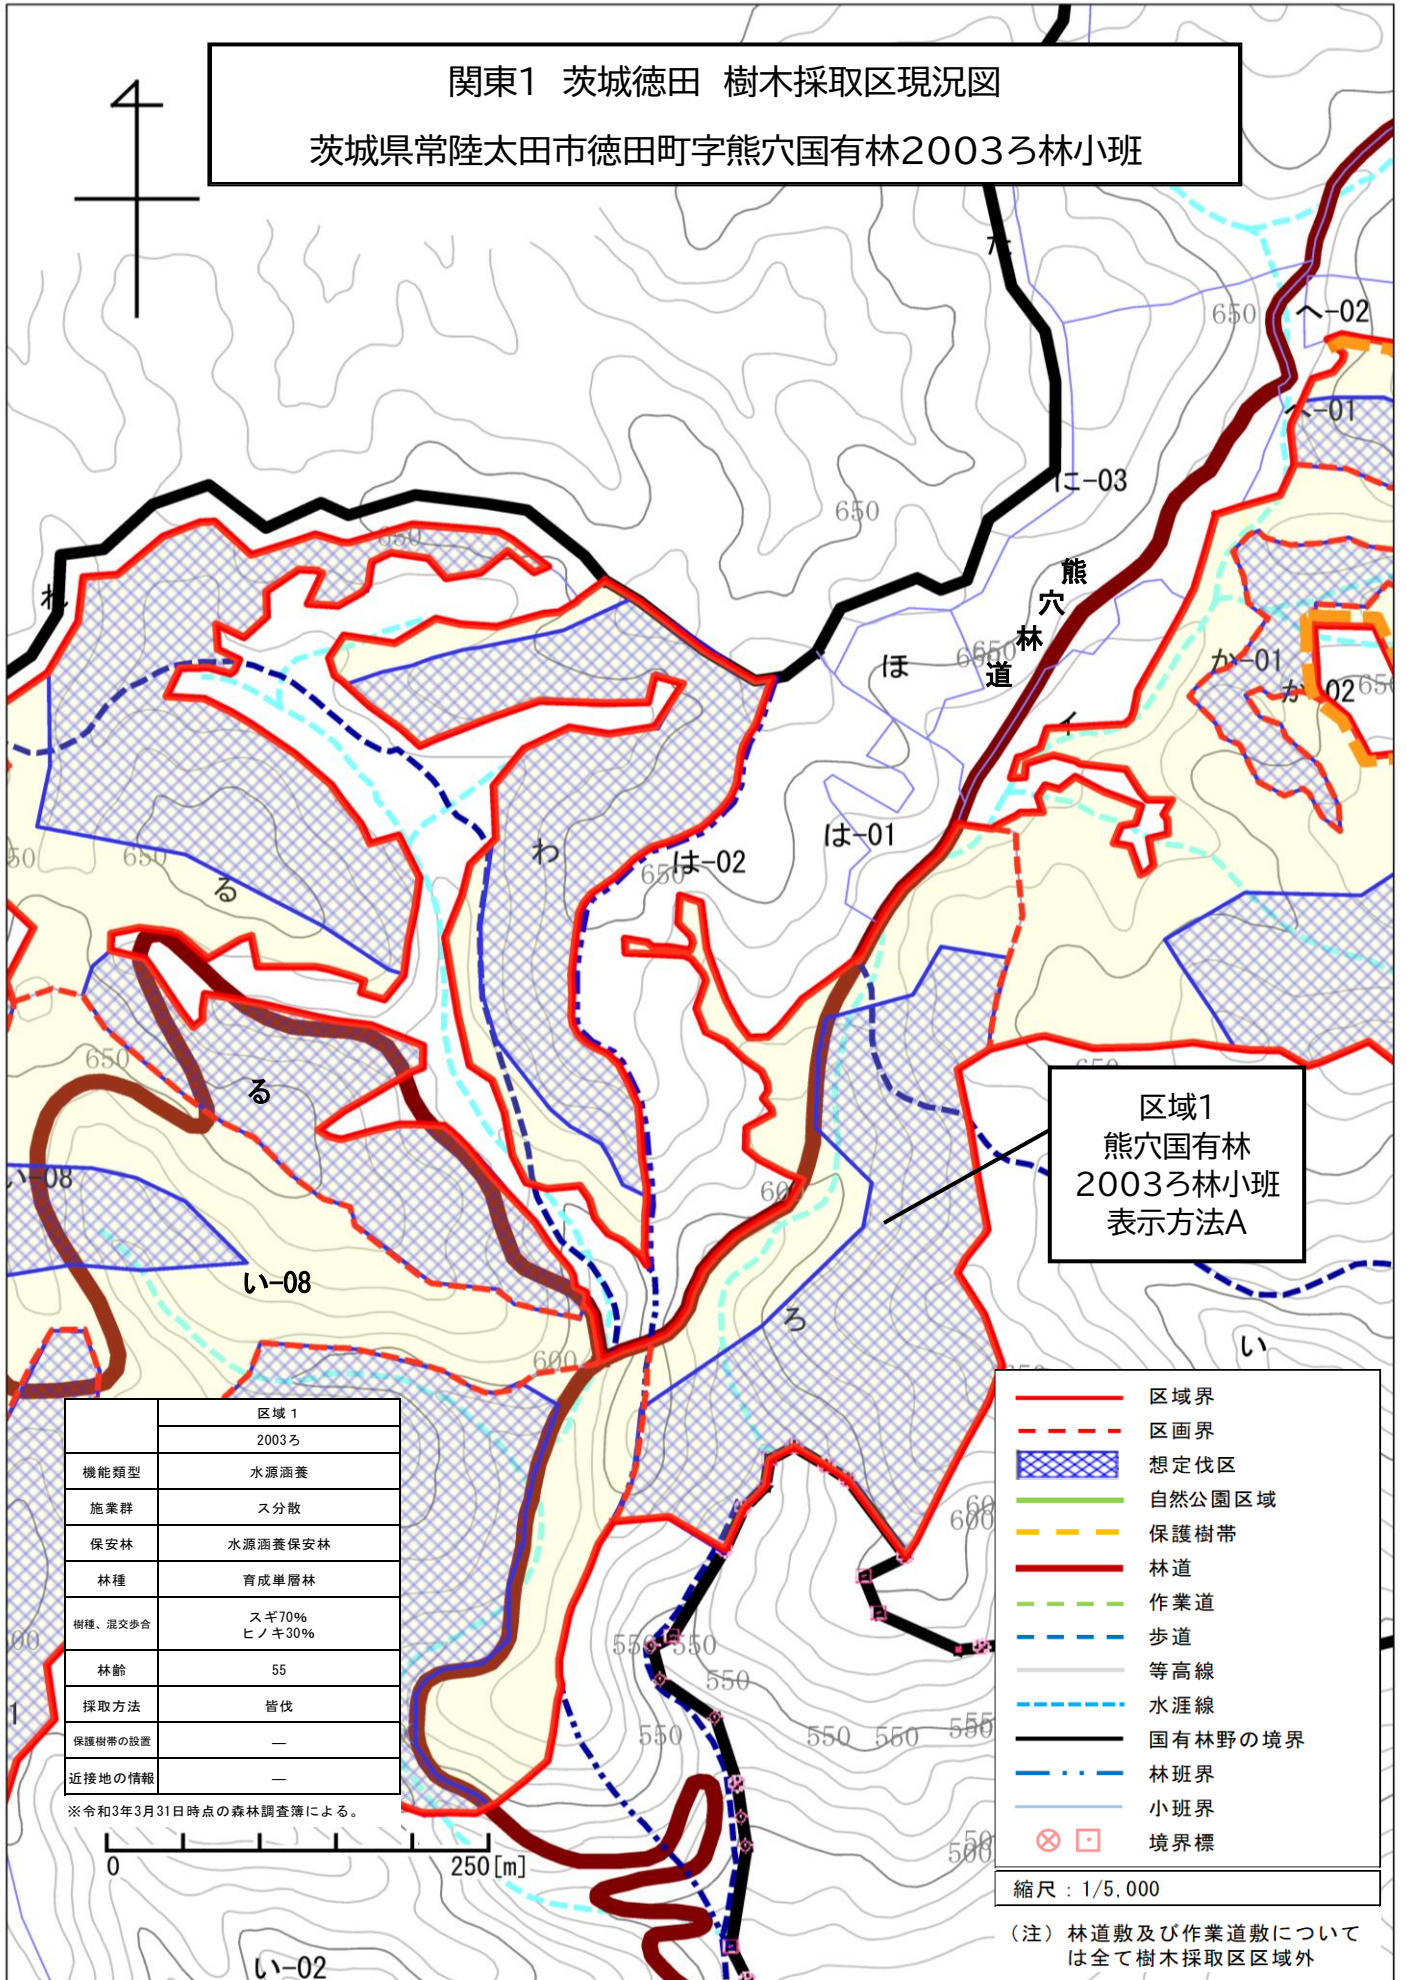 関東1 茨城徳田 樹木採取区現況図
茨城県常陸太田市徳田町字熊穴国有林2003ろ林小班
た
650
へ-02
へ-01
に-03
650
650
れ
熊穴林道
ほ
650
か-01
か-02
650
イ
は-01
わ
は-02
650
650
650
る
650
650
る
い-08
い-08
600
600
ろ
い
区域1
熊穴国有林
2003ろ林小班
表示方法A
区域1
2003ろ
機能類型 水源涵養
施業群 ス分散
保安林 水源涵養保安林
林種 育成単層林
樹種、混交歩合 スギ70%
ヒノキ30%
林齢 55
採取方法 皆伐
保護樹帯の設置 ―
近接地の情報 ―
※令和3年3月31日時点の森林調査簿による。
0 250[m]
600
550 550
550
550
550 550
550
500
い-02
区域界
区画界
想定伐区
自然公園区域
保護樹帯
林道
作業道
歩道
等高線
水涯線
国有林野の境界
林班界
小班界
境界標
縮尺：1/5,000
（注）林道敷及び作業道敷について
は全て樹木採取区区域外